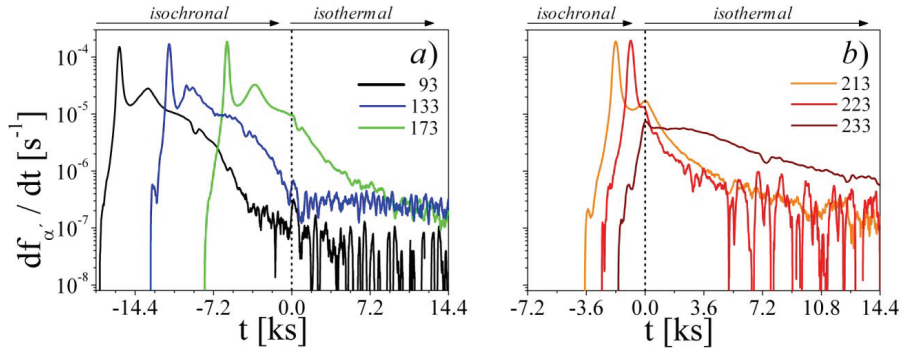 isochronal isothermal isochronal isothermal
a) b)
10⁻⁴
93 213
133 223
10⁻⁵
173 233
10⁻⁶
10⁻⁷
10⁻⁸
df_α′ / dt [s⁻¹]
-14.4 -7.2 0.0 7.2 14.4 -7.2 -3.6 0.0 3.6 7.2 10.8 14.4
t [ks] t [ks]